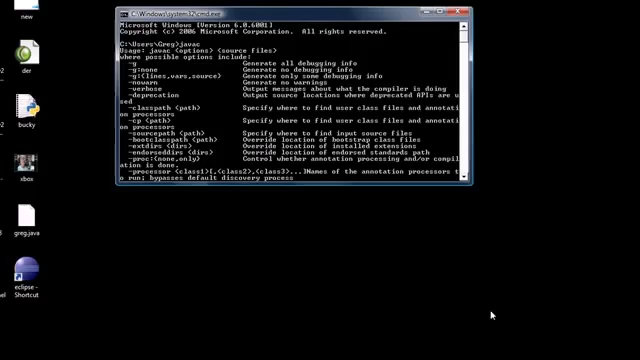 new
der
bucky
xbox
greg.java
eclipse -
Shortcut
C:\Windows\system32\cmd.exe
Microsoft Windows [Version 6.0.6001]
Copyright (c) 2006 Microsoft Corporation. All rights reserved.
C:\Users\Greg>javac
Usage: javac <options> <source files>
where possible options include:
-g Generate all debugging info
-g:none Generate no debugging info
-g:{lines,vars,source} Generate only some debugging info
-nowarn Generate no warnings
-verbose Output messages about what the compiler is doing
-deprecation Output source locations where deprecated APIs are u
sed
-classpath <path> Specify where to find user class files and annotati
on processors
-cp <path> Specify where to find user class files and annotati
on processors
-sourcepath <path> Specify where to find input source files
-bootclasspath <path> Override location of bootstrap class files
-extdirs <dirs> Override location of installed extensions
-endorseddirs <dirs> Override location of endorsed standards path
-proc:{none,only} Control whether annotation processing and/or compil
ation is done.
-processor <class1>[,<class2>,<class3>...]Names of the annotation processors t
o run; bypasses default discovery process